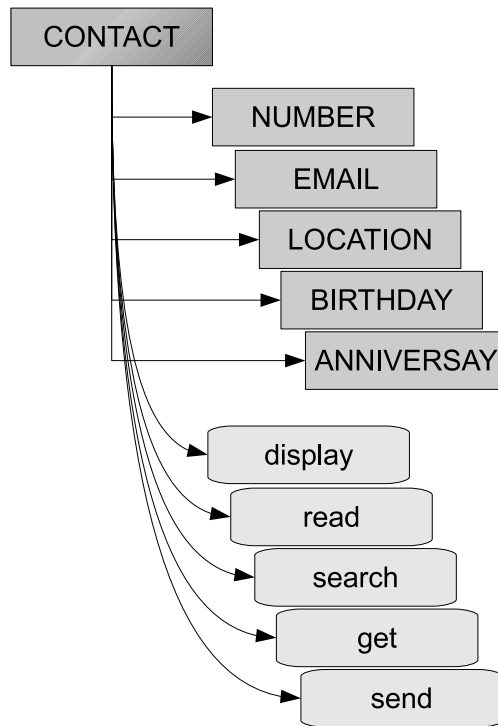 CONTACT
NUMBER
EMAIL
LOCATION
BIRTHDAY
ANNIVERSAY
display
read
search
get
send